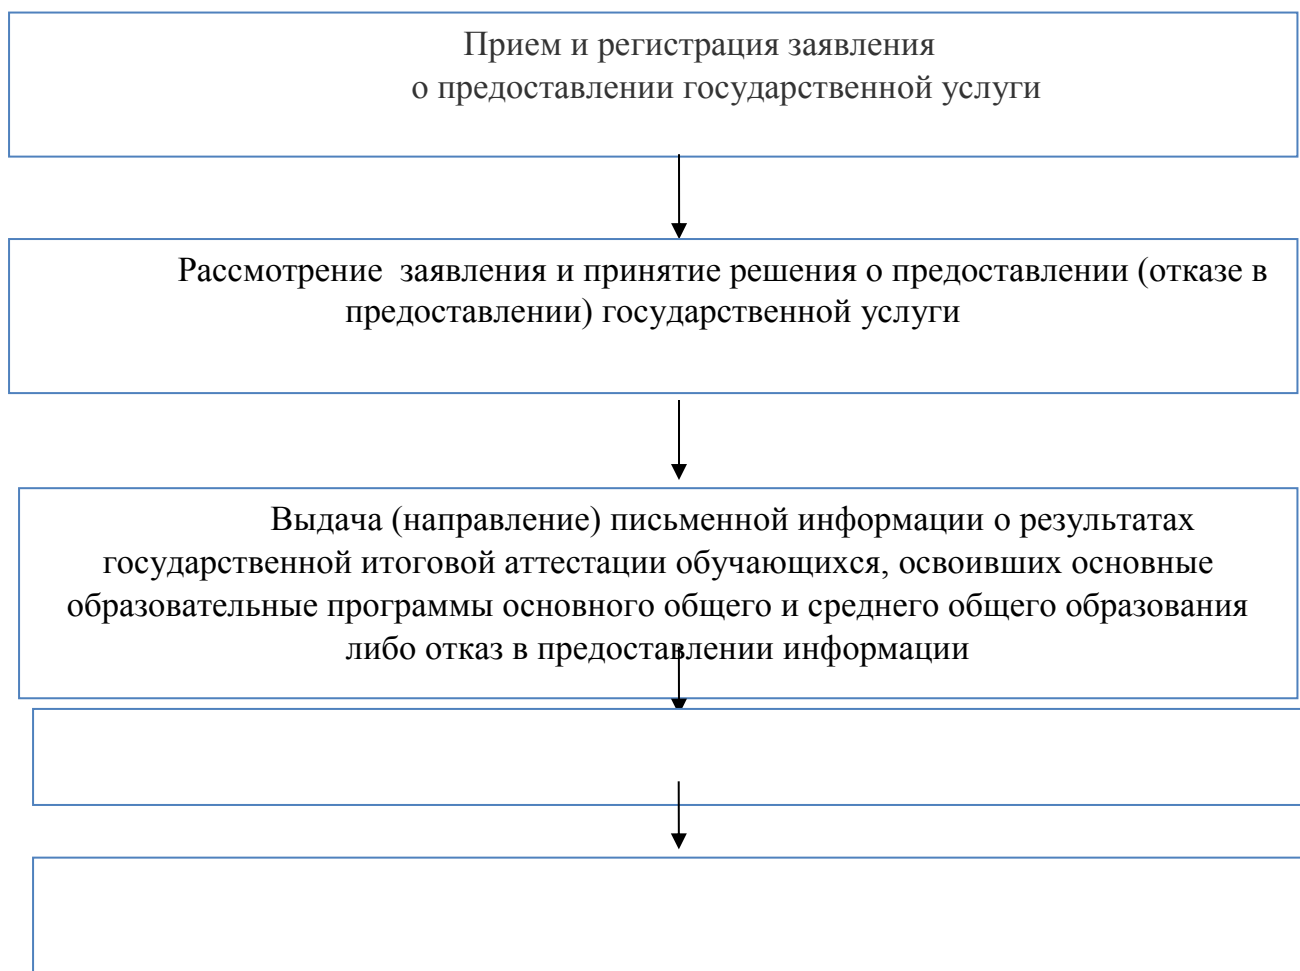 Прием и регистрация заявления
о предоставлении государственной услуги
Рассмотрение заявления и принятие решения о предоставлении (отказе в
предоставлении) государственной услуги
Выдача (направление) письменной информации о результатах
государственной итоговой аттестации обучающихся, освоивших основные
образовательные программы основного общего и среднего общего образования
либо отказ в предоставлении информации